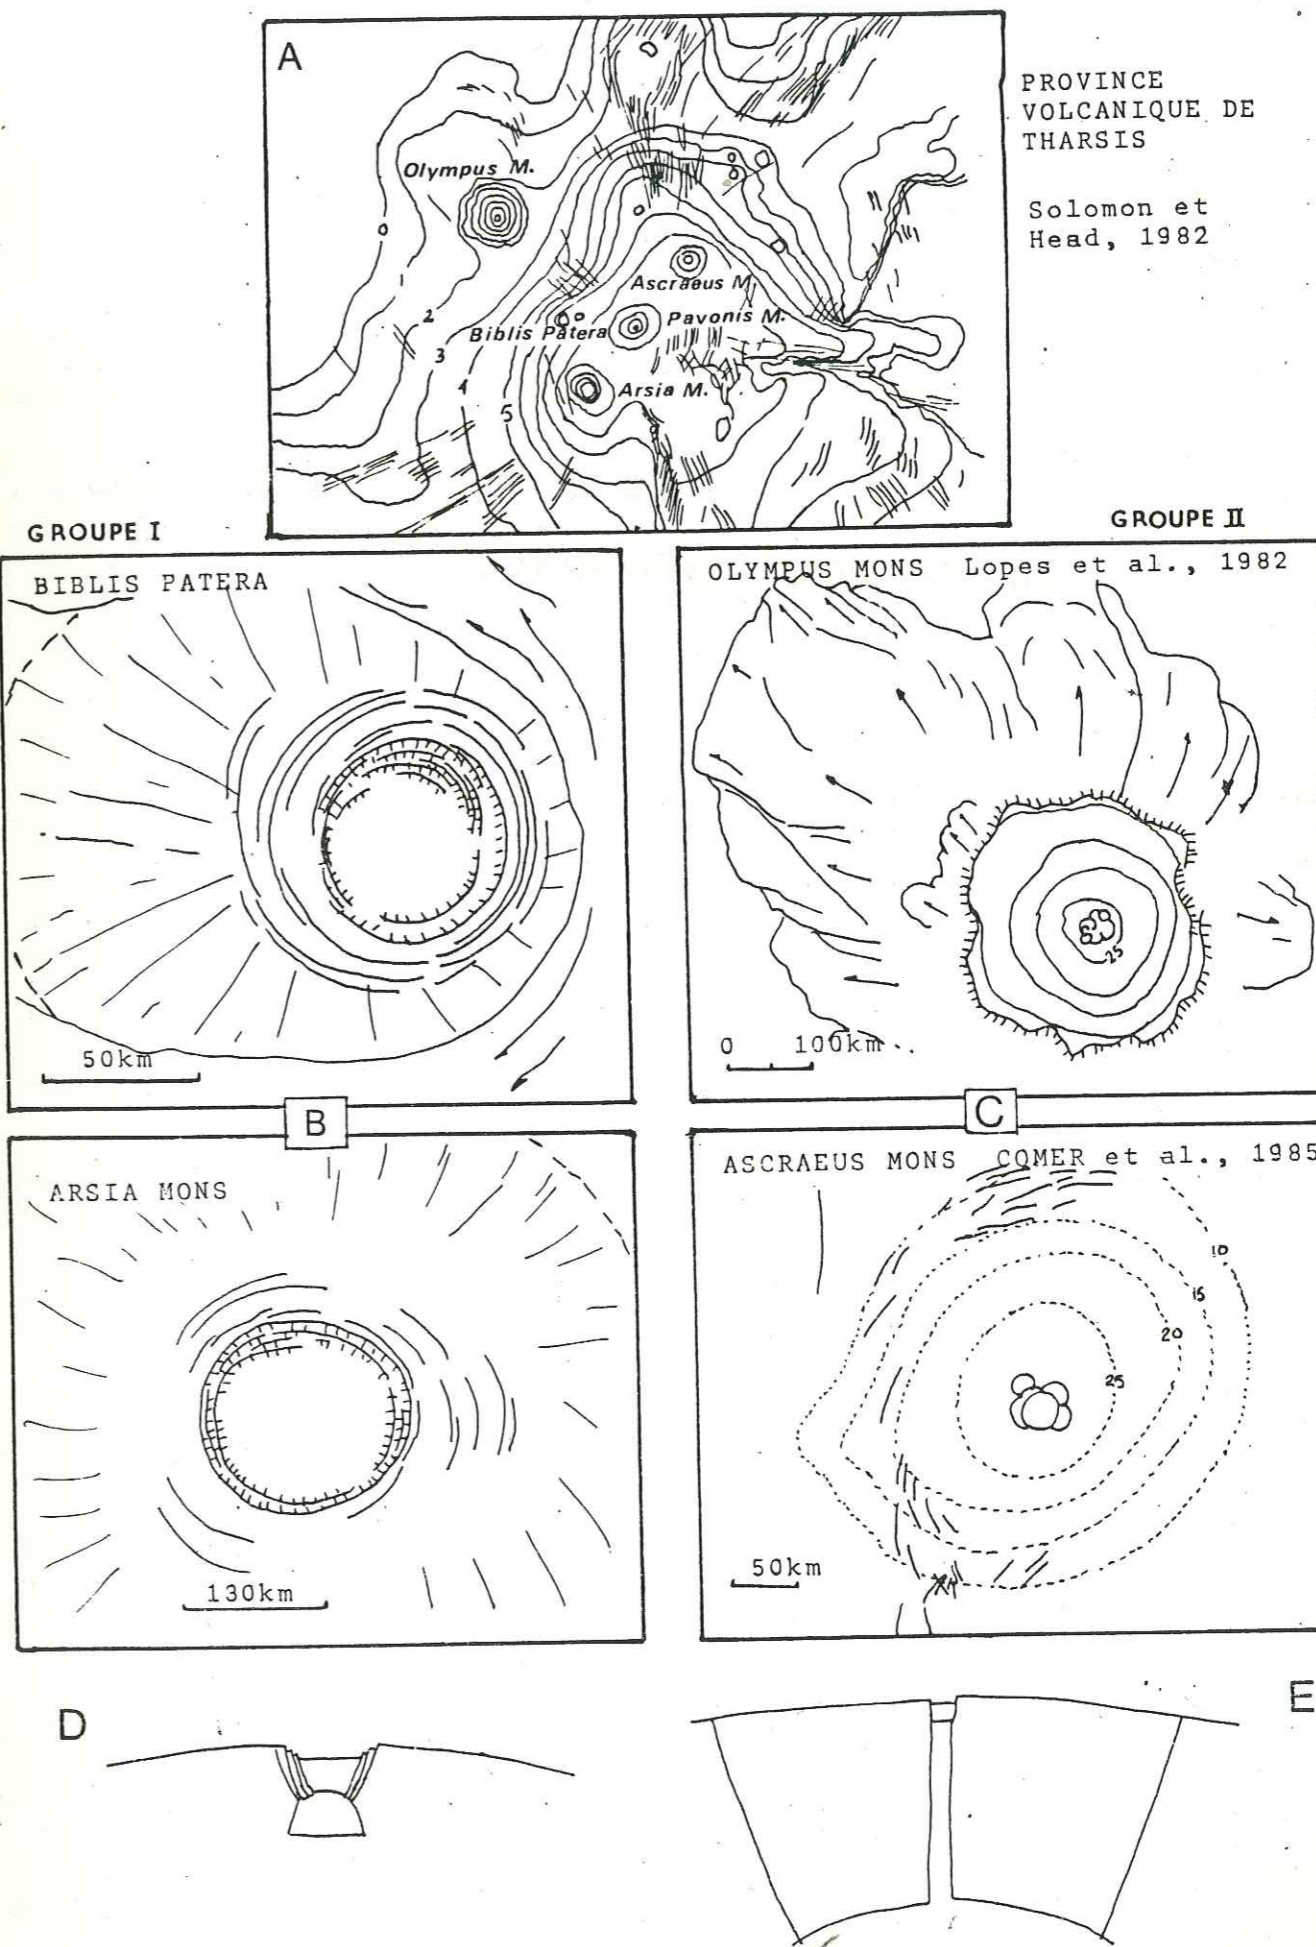 A
PROVINCE
VOLCANIQUE DE
THARSIS
Solomon et
Head, 1982
Olympus M.
0
1
Ascraeus M.
2
Biblis Patera
Pavonis M.
3
4
Arsia M.
5
GROUPE I
GROUPE II
BIBLIS PATERA
50km
OLYMPUS MONS Lopes et al., 1982
25
0 100km
B
C
ARSIA MONS
130km
ASCRAEUS MONS COMER et al., 1985
10
15
20
25
50km
D
E